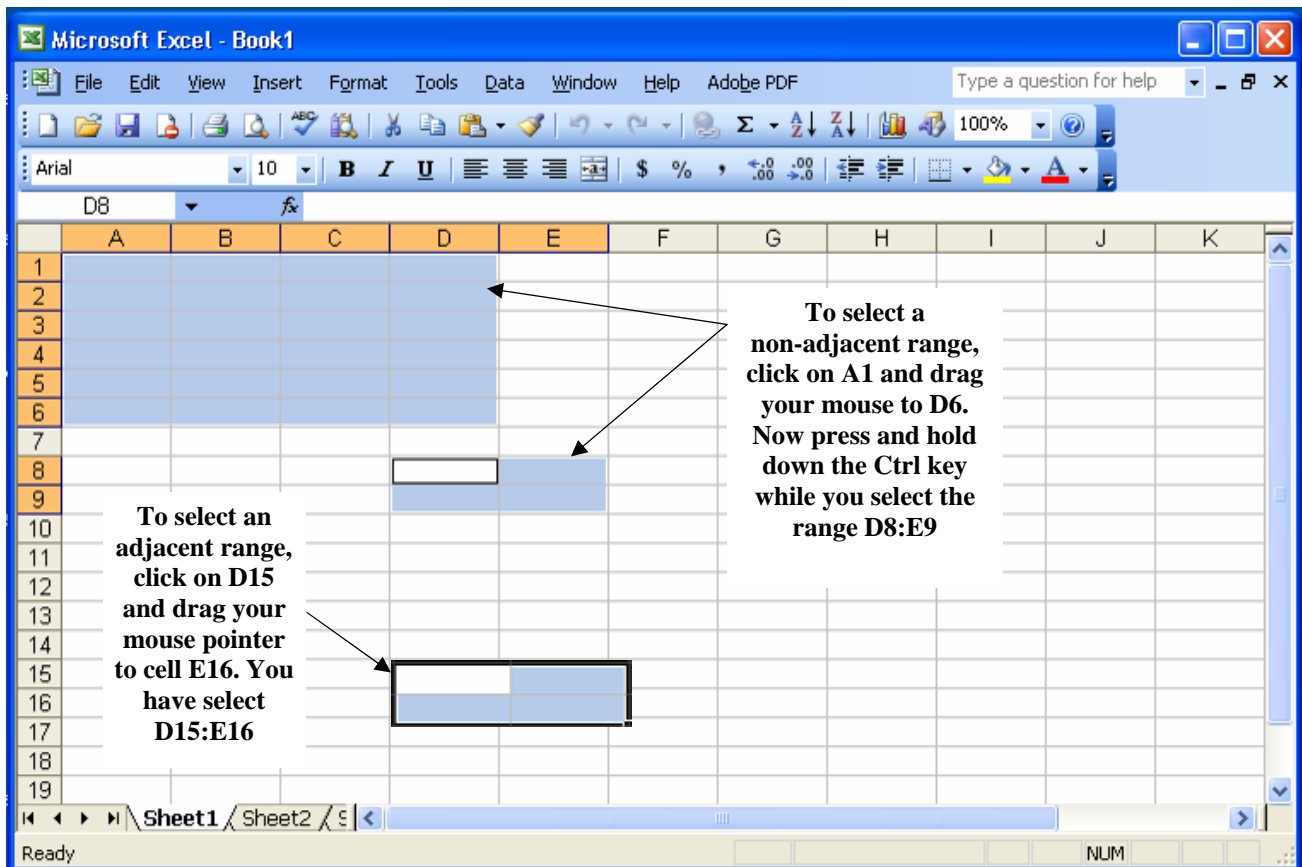 Microsoft Excel - Book1
File Edit View Insert Format Tools Data Window Help Adobe PDF Type a question for help
ABC Σ A Z Z A 100% ?
Arial 10 B I U a $ % , .0 .00 .00 .0 A
D8 fx
A B C D E F G H I J K
1
2
3
4
5
6
7
8
9
10
11
12
13
14
15
16
17
18
19
To select a
non-adjacent range,
click on A1 and drag
your mouse to D6.
Now press and hold
down the Ctrl key
while you select the
range D8:E9
To select an
adjacent range,
click on D15
and drag your
mouse pointer
to cell E16. You
have select
D15:E16
Sheet1 Sheet2 S
Ready NUM